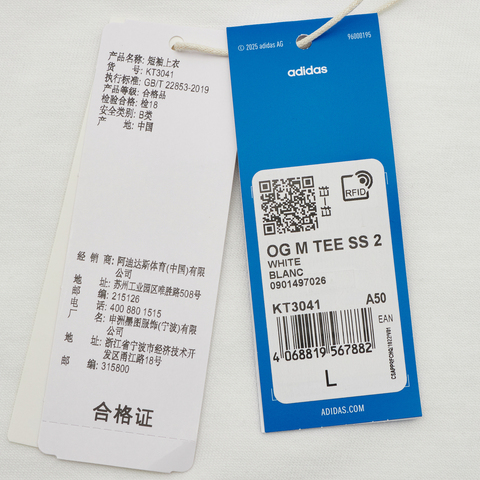 产品名称: 短袖上衣
货 号: KT3041
执行标准: GB/T 22853-2019
产品等级: 合格品
检验合格: 检18
安全类别: B类
产 地: 中国
经 销 商: 阿迪达斯体育(中国)有限公司
地 址: 苏州工业园区唯胜路508号
邮 编: 215126
电 话: 400 880 1515
厂 名: 申洲墨图服饰(宁波)有限公司
地 址: 浙江省宁波市经济技术开发区甬江路18号
邮 编: 315800
合格证
© 2025 adidas AG
96000195
adidas
RFID
OG M TEE SS 2
WHITE
BLANC
0901497026
KT3041
A50
EAN
4 068819 567882
L
ADIDAS.COM